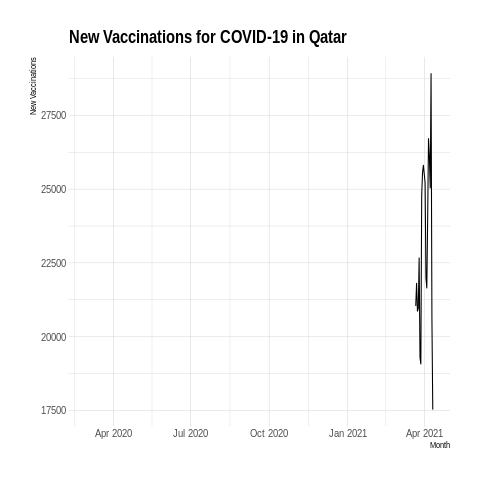 New Vaccinations for COVID-19 in Qatar
New Vaccinations
27500
25000
22500
20000
17500
Apr 2020 Jul 2020 Oct 2020 Jan 2021 Apr 2021
Month